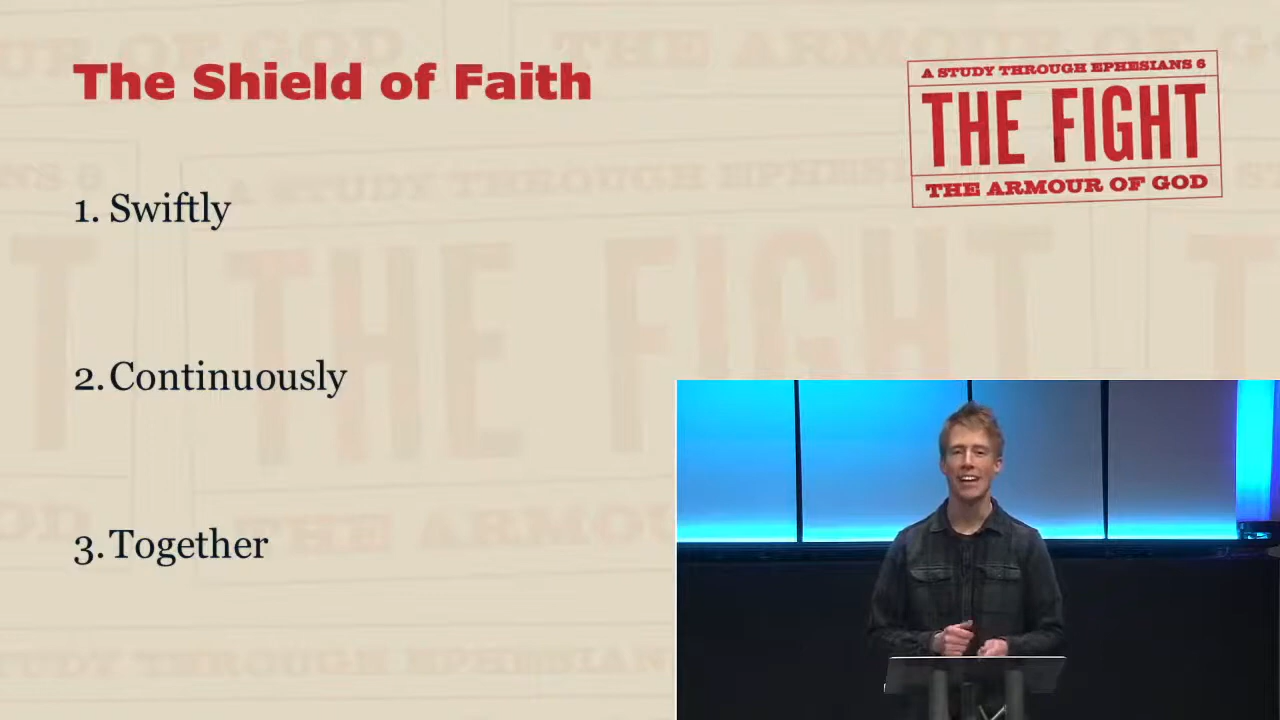 The Shield of Faith
A STUDY THROUGH EPHESIANS 6
THE FIGHT
THE ARMOUR OF GOD
1. Swiftly
2. Continuously
3. Together